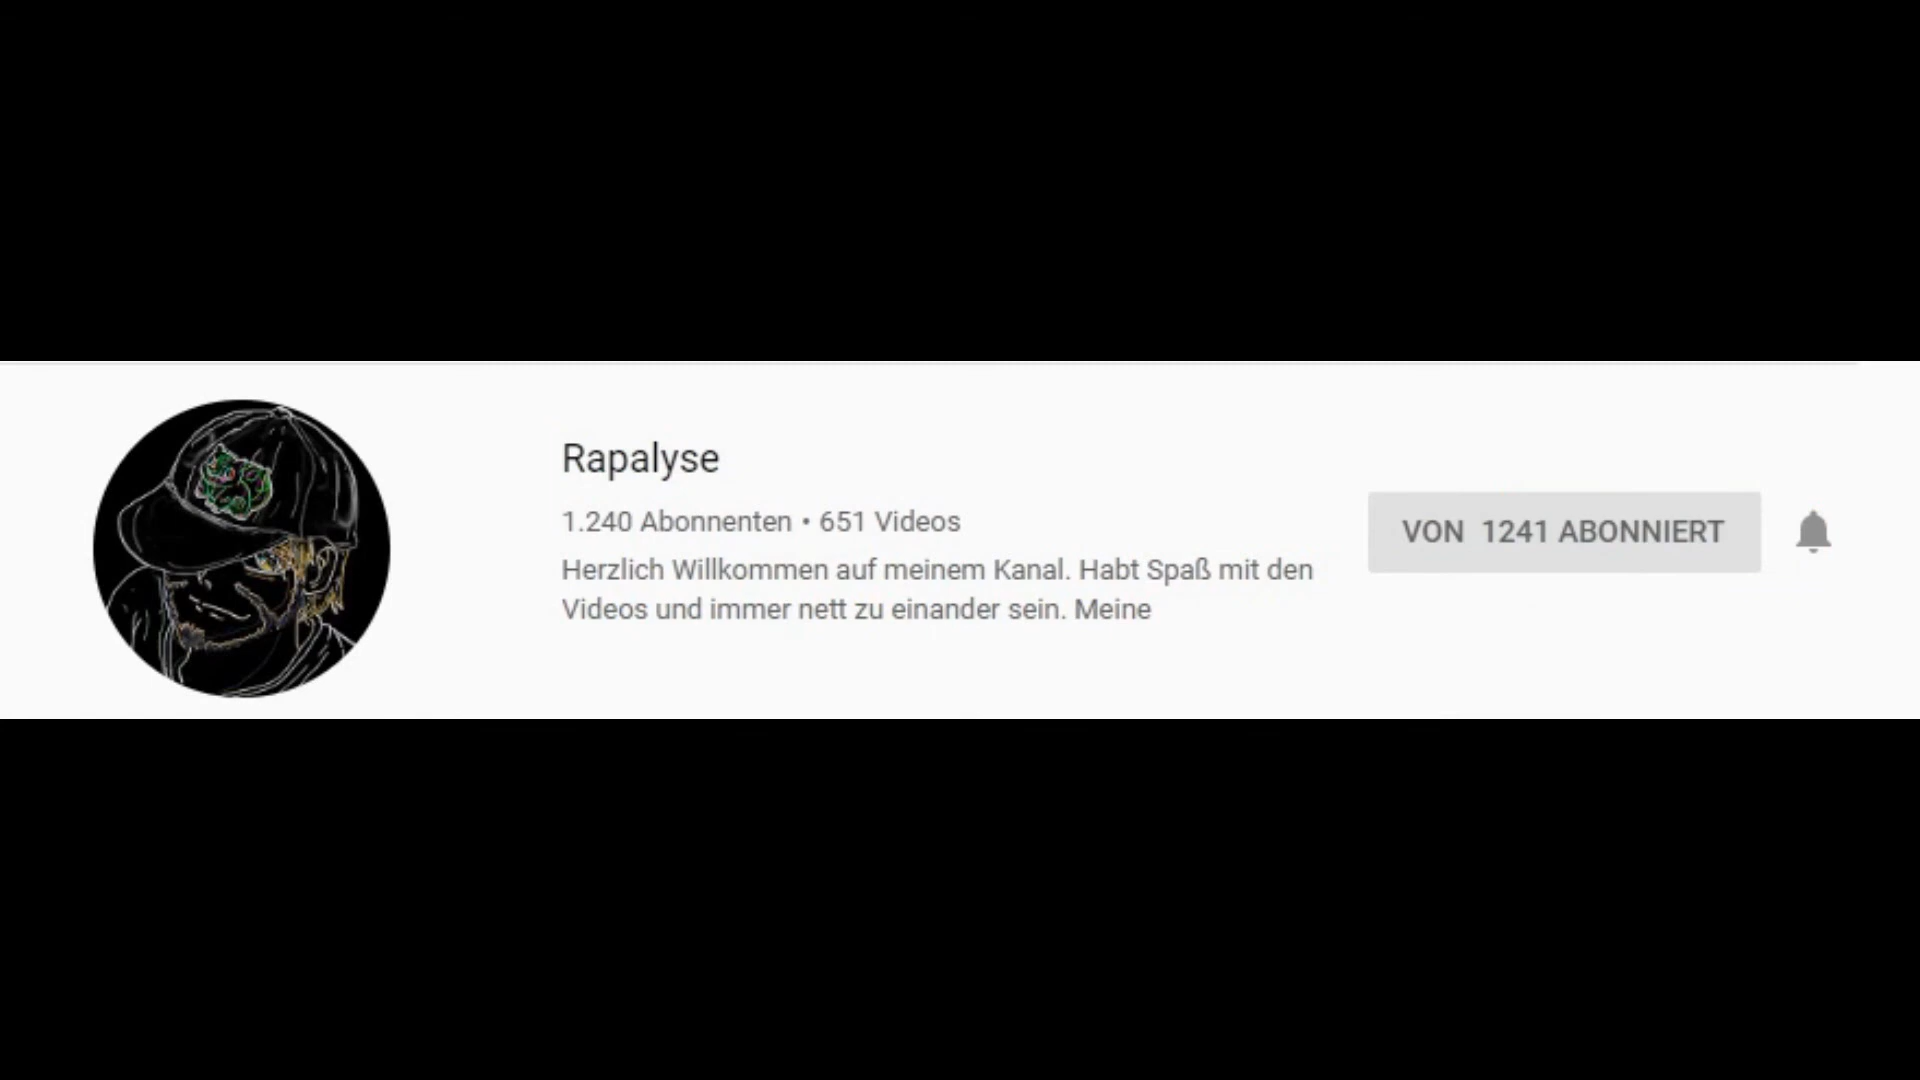 Rapalyse
1.240 Abonnenten • 651 Videos
Herzlich Willkommen auf meinem Kanal. Habt Spaß mit den
Videos und immer nett zu einander sein. Meine
VON 1241 ABONNIERT